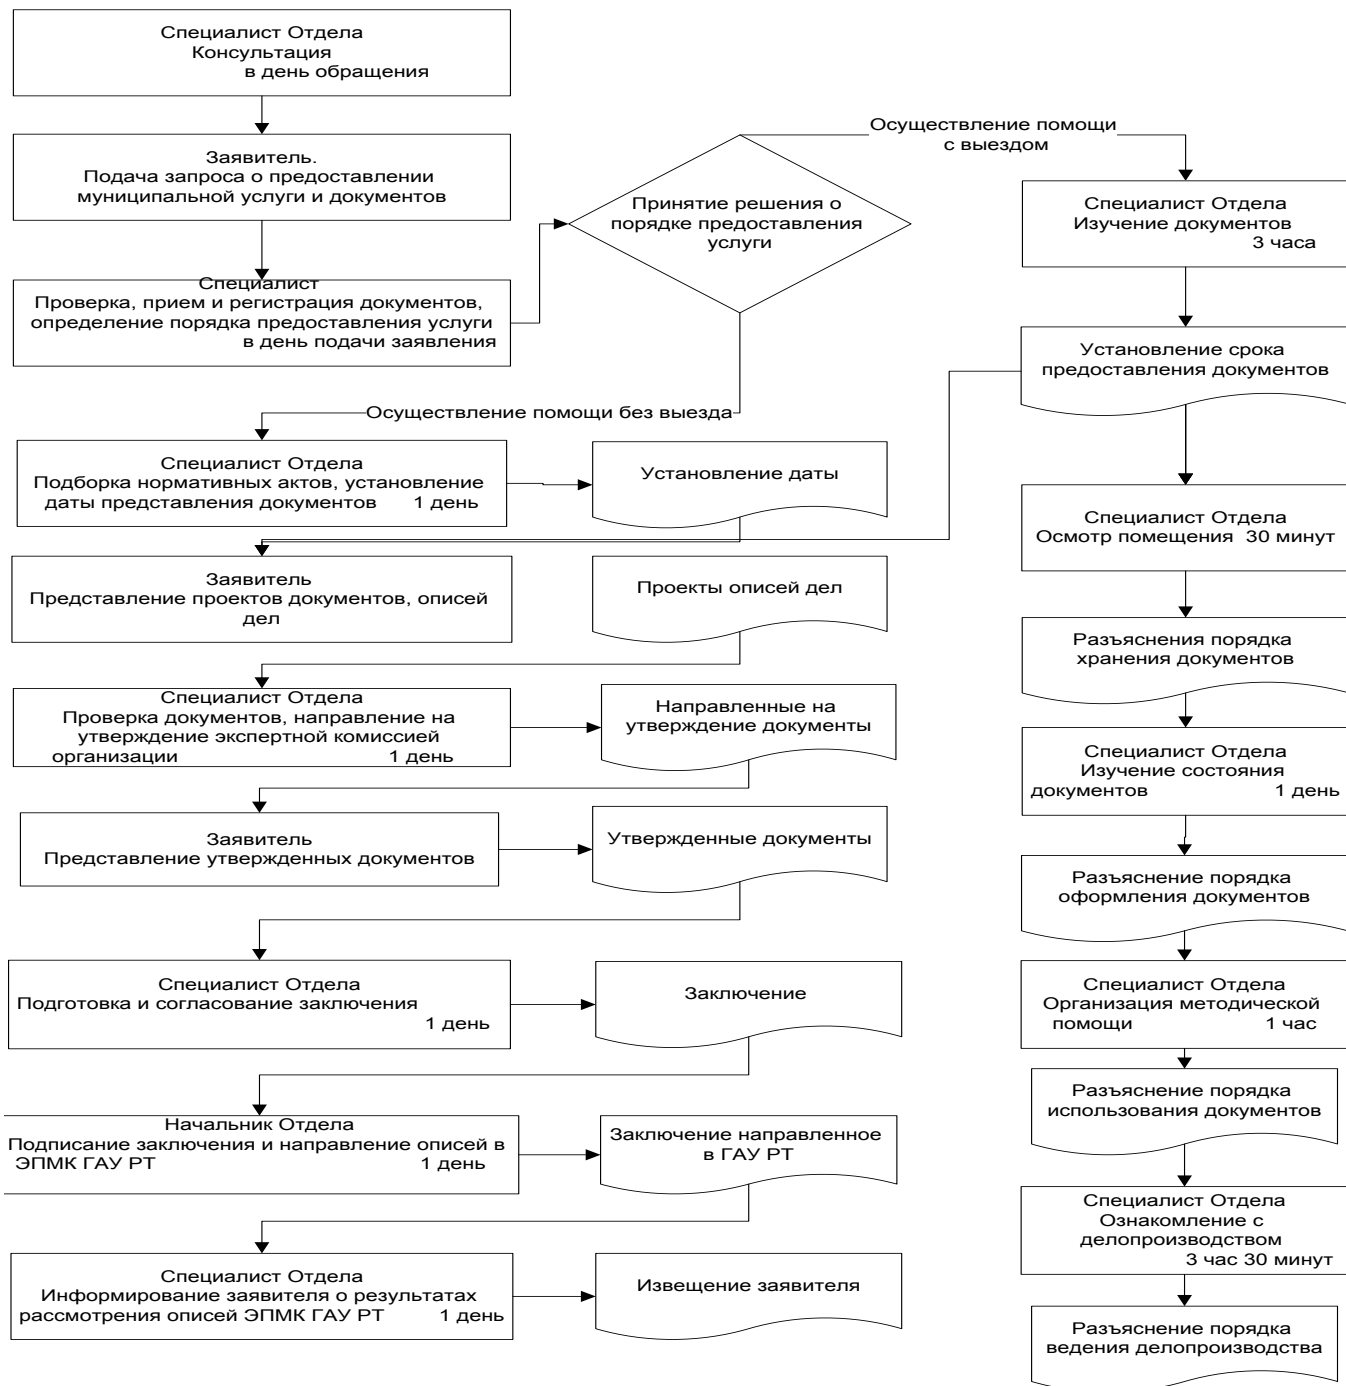 Специалист Отдела
Консультация
в день обращения
Заявитель.
Подача запроса о предоставлении
муниципальной услуги и документов
Специалист
Проверка, прием и регистрация документов,
определение порядка предоставления услуги
в день подачи заявления
Принятие решения о
порядке предоставления
услуги
Осуществление помощи
с выездом
Осуществление помощи без выезда
Специалист Отдела
Подборка нормативных актов, установление
даты представления документов 1 день
Установление даты
Заявитель
Представление проектов документов, описей
дел
Проекты описей дел
Специалист Отдела
Проверка документов, направление на
утверждение экспертной комиссией
организации 1 день
Направленные на
утверждение документы
Заявитель
Представление утвержденных документов
Утвержденные документы
Специалист Отдела
Подготовка и согласование заключения
1 день
Заключение
Начальник Отдела
Подписание заключения и направление описей в
ЭПМК ГАУ РТ 1 день
Заключение направленное
в ГАУ РТ
Специалист Отдела
Информирование заявителя о результатах
рассмотрения описей ЭПМК ГАУ РТ 1 день
Извещение заявителя
Специалист Отдела
Изучение документов
3 часа
Установление срока
предоставления документов
Специалист Отдела
Осмотр помещения 30 минут
Разъяснения порядка
хранения документов
Специалист Отдела
Изучение состояния
документов 1 день
Разъяснение порядка
оформления документов
Специалист Отдела
Организация методической
помощи 1 час
Разъяснение порядка
использования документов
Специалист Отдела
Ознакомление с
делопроизводством
3 час 30 минут
Разъяснение порядка
ведения делопроизводства